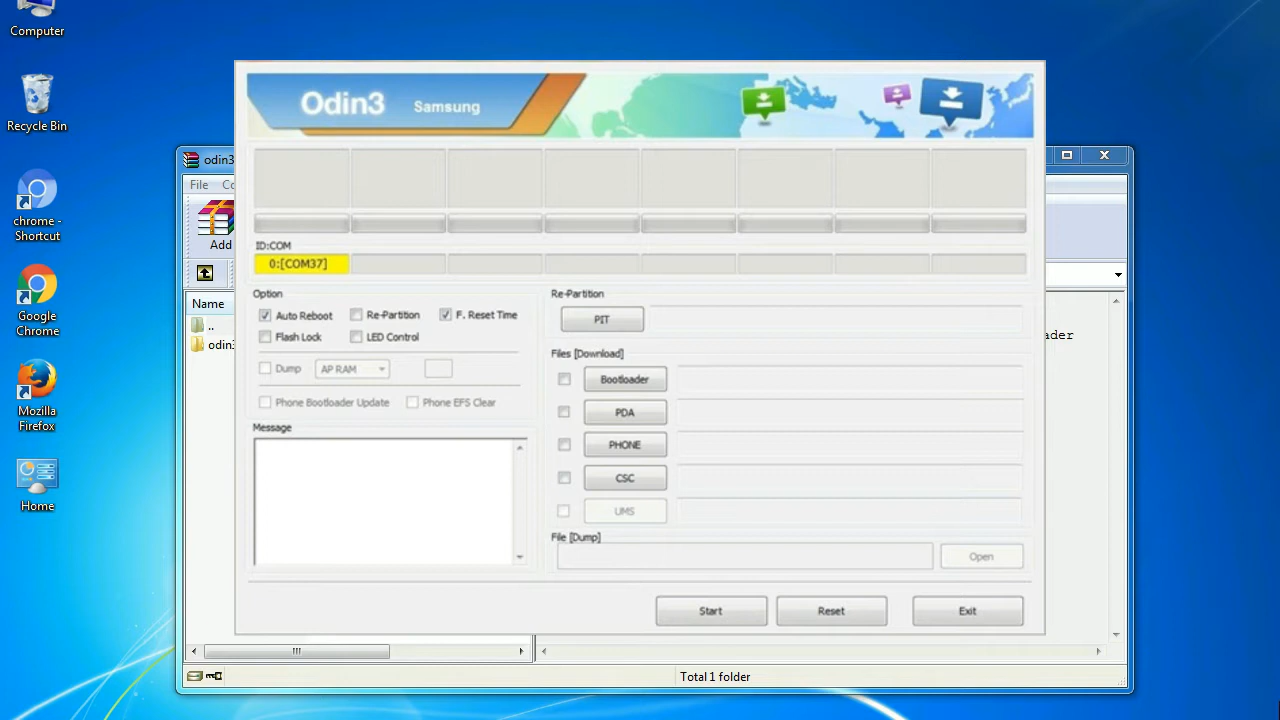 Computer
Recycle Bin
chrome -
Shortcut
Google
Chrome
Mozilla
Firefox
Home
odin3
File
Add
Name
..
odin3
Total 1 folder
Odin3 Samsung
ID:COM
0:[COM37]
Option
Auto Reboot Re-Partition F. Reset Time
Flash Lock LED Control
Dump AP RAM
Phone Bootloader Update Phone EFS Clear
Message
Re-Partition
PIT
Files [Download]
Bootloader
PDA
PHONE
CSC
UMS
File [Dump]
Open
Start Reset Exit